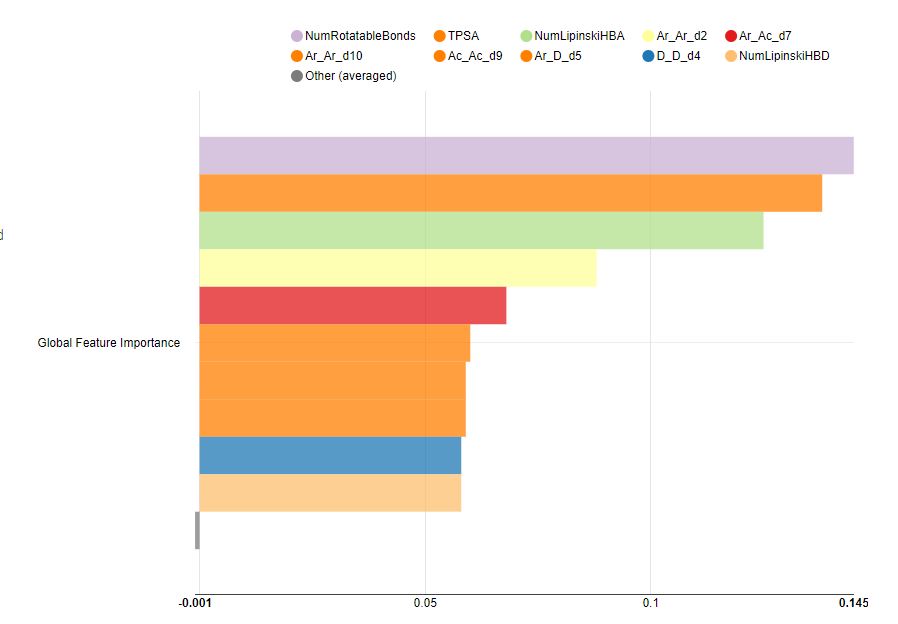 NumRotatableBonds TPSA NumLipinskiHBA Ar_Ar_d2 Ar_Ac_d7
Ar_Ar_d10 Ac_Ac_d9 Ar_D_d5 D_D_d4 NumLipinskiHBD
Other (averaged)
d
Global Feature Importance
-0.001 0.05 0.1 0.145